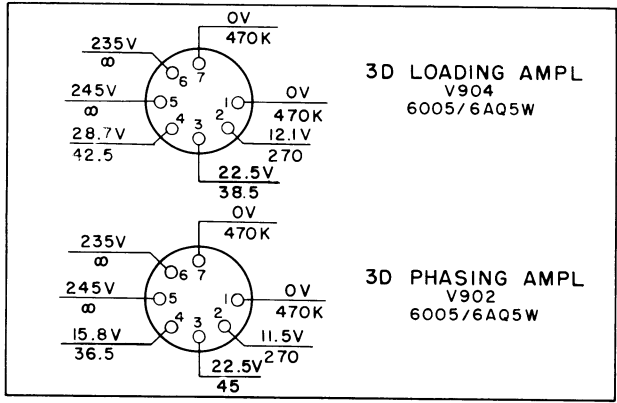 0V
470K
235V
∞
6
7
245V
∞
5
1
0V
470K
4
3
2
28.7V
42.5
12.1V
270
22.5V
38.5
3D LOADING AMPL
V904
6005/6AQ5W
0V
470K
235V
∞
6
7
245V
∞
5
1
0V
470K
4
3
2
15.8V
36.5
11.5V
270
22.5V
45
3D PHASING AMPL
V902
6005/6AQ5W